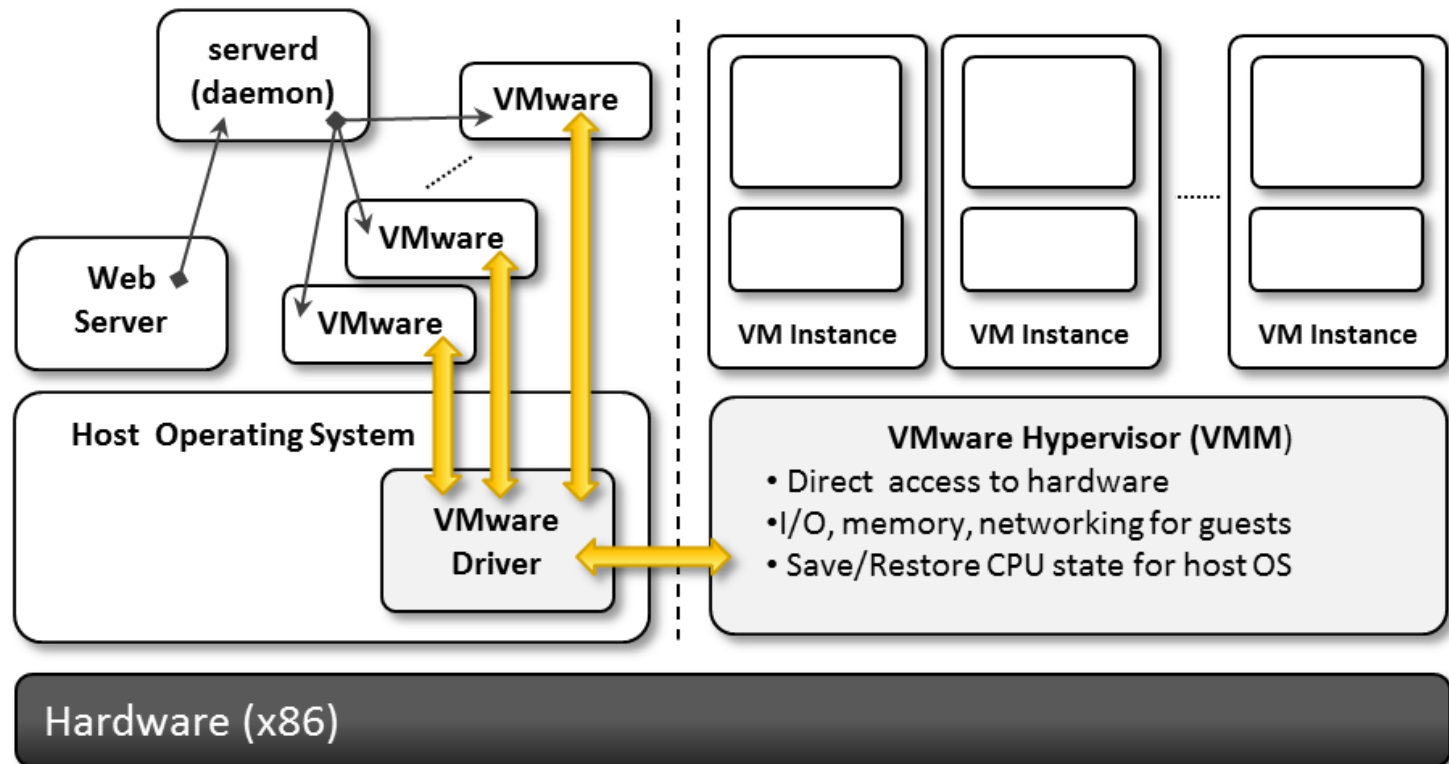 serverd
(daemon)
VMware
VMware
VMware
Web
Server
Host Operating System
VMware
Driver
VM Instance
VM Instance
VM Instance
VMware Hypervisor (VMM)
• Direct access to hardware
•I/O, memory, networking for guests
• Save/Restore CPU state for host OS
Hardware (x86)